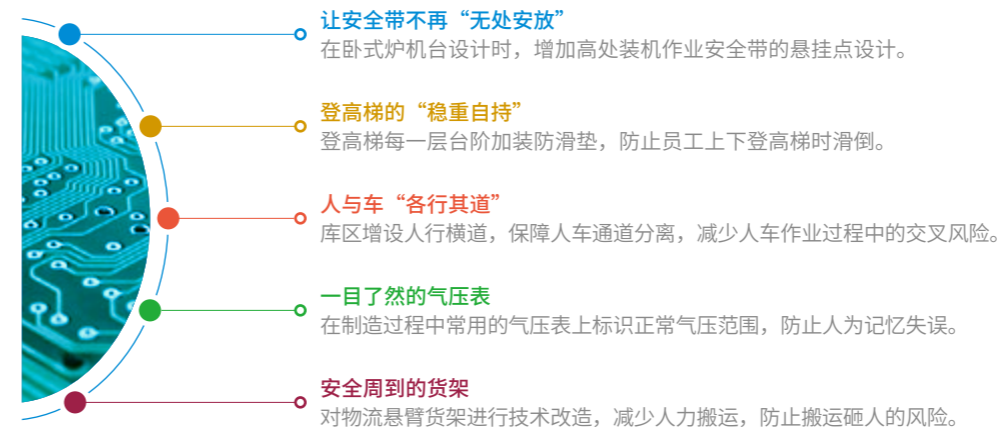 让安全带不再“无处安放”
在卧式炉机台设计时，增加高处装机作业安全带的悬挂点设计。
登高梯的“稳重自持”
登高梯每一层台阶加装防滑垫，防止员工上下登高梯时滑倒。
人与车“各行其道”
库区增设人行横道，保障人车通道分离，减少人车作业过程中的交叉风险。
一目了然的气压表
在制造过程中常用的气压表上标识正常气压范围，防止人为记忆失误。
安全周到的货架
对物流悬臂货架进行技术改造，减少人力搬运，防止搬运砸人的风险。